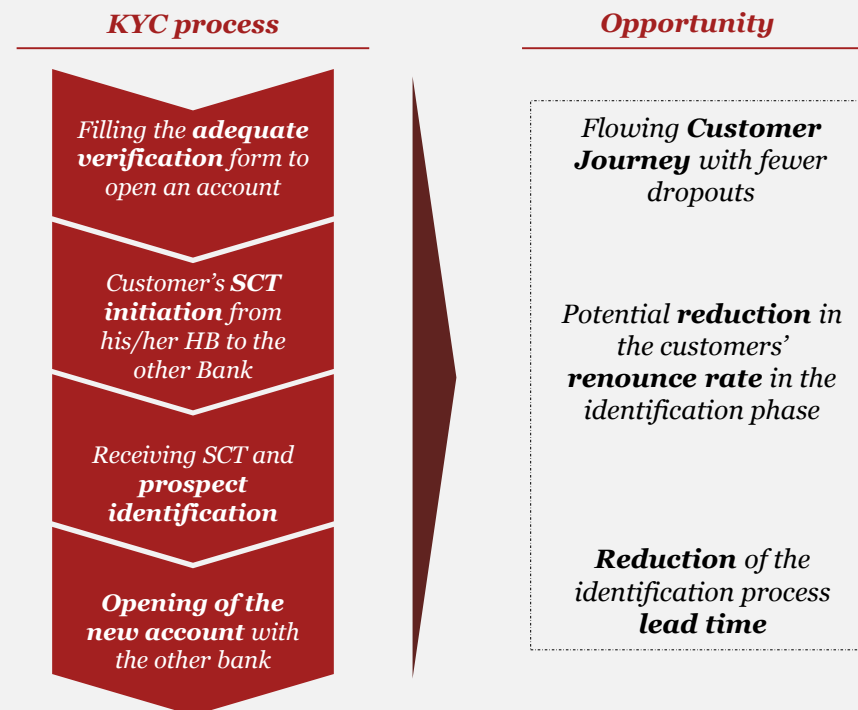 KYC process
Filling the adequate
verification form to
open an account
Customer’s SCT
initiation from
his/her HB to the
other Bank
Receiving SCT and
prospect
identification
Opening of the
new account with
the other bank
Opportunity
Flowing Customer
Journey with fewer
dropouts
Potential reduction in
the customers’
renounce rate in the
identification phase
Reduction of the
identification process
lead time